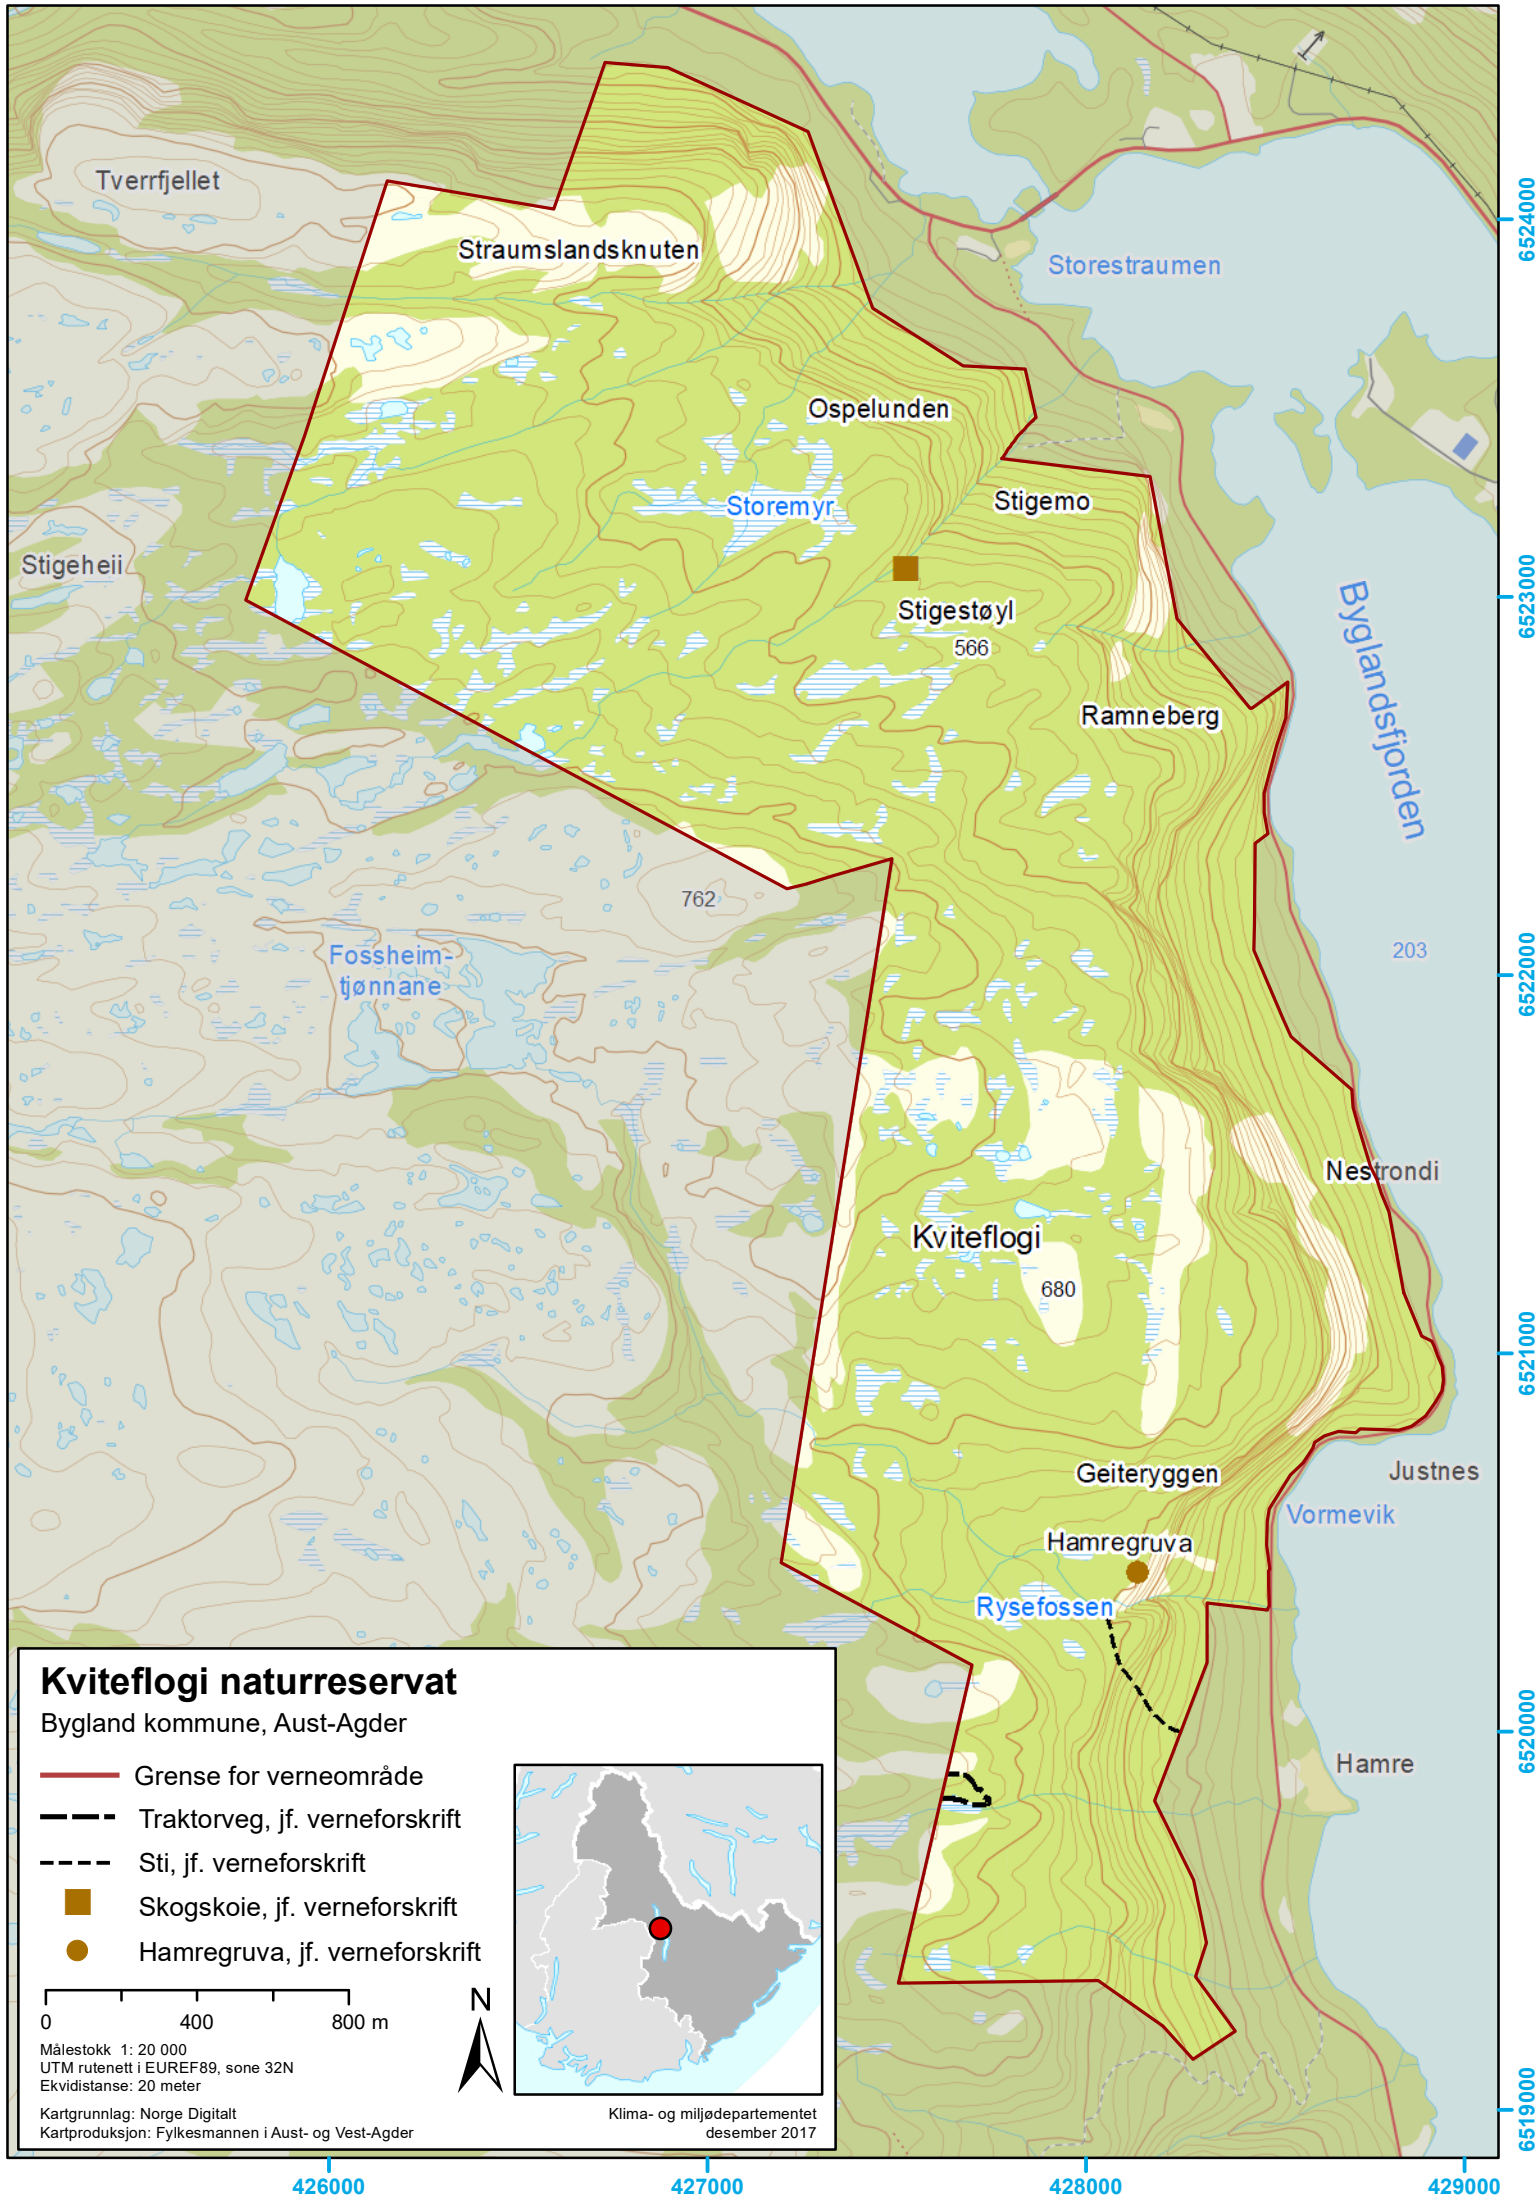 Tverrfjellet
Straumslandsknuten
Storestraumen
6524000
Ospelunden
Storemyr
Stigemo
Stigeheii
Stigestøyl
566
6523000
Byglandsfjorden
Ramneberg
762
Fossheim-
tjønnane
203
6522000
Nestrondi
Kviteflogi
680
6521000
Geiteryggen
Justnes
Vormevik
Hamregruva
Rysefossen
6520000
Hamre
6519000
Kviteflogi naturreservat
Bygland kommune, Aust-Agder
Grense for verneområde
Traktorveg, jf. verneforskrift
Sti, jf. verneforskrift
Skogskoie, jf. verneforskrift
Hamregruva, jf. verneforskrift
0 400 800 m
N
Målestokk 1: 20 000
UTM rutenett i EUREF89, sone 32N
Ekvidistanse: 20 meter
Kartgrunnlag: Norge Digitalt
Kartproduksjon: Fylkesmannen i Aust- og Vest-Agder
Klima- og miljødepartementet
desember 2017
426000 427000 428000 429000